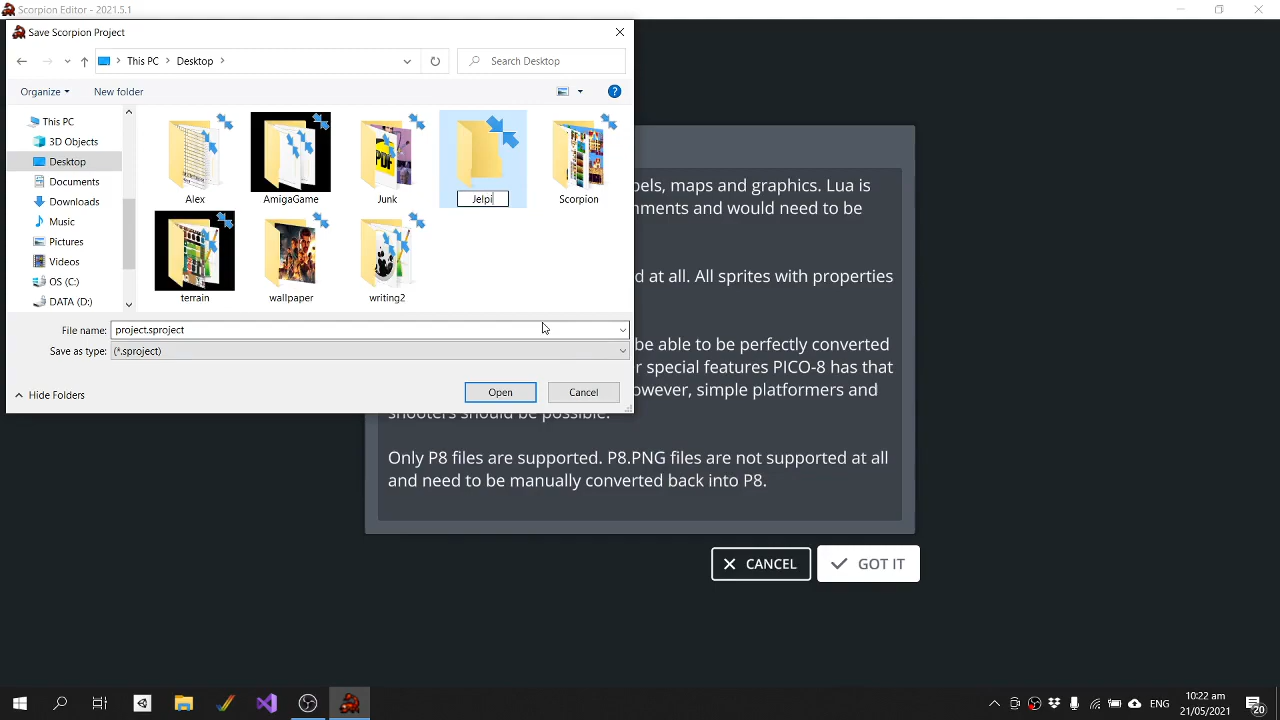 Scorpion Editor - 2021.5.1
Save Scorpion Project
This PC
Desktop
Search Desktop
Organize
New folder
This PC
3D Objects
Desktop
Documents
Downloads
Music
Pictures
Videos
OS (C:)
DATA (D:)
Alex
AmigaGame
PDF
Junk
Jelpi
Scorpion
terrain
wallpaper
writing2
File name:
project.sproject
Save as type:
(*.sproject)
Hide Folders
Open
Cancel
bels, maps and graphics. Lua is
nments and would need to be
d at all. All sprites with properties
be able to be perfectly converted
r special features PICO-8 has that
owever, simple platformers and
shooters should be possible.
Only P8 files are supported. P8.PNG files are not supported at all
and need to be manually converted back into P8.
CANCEL
GOT IT
ENG
10:22 am
21/05/2021
20